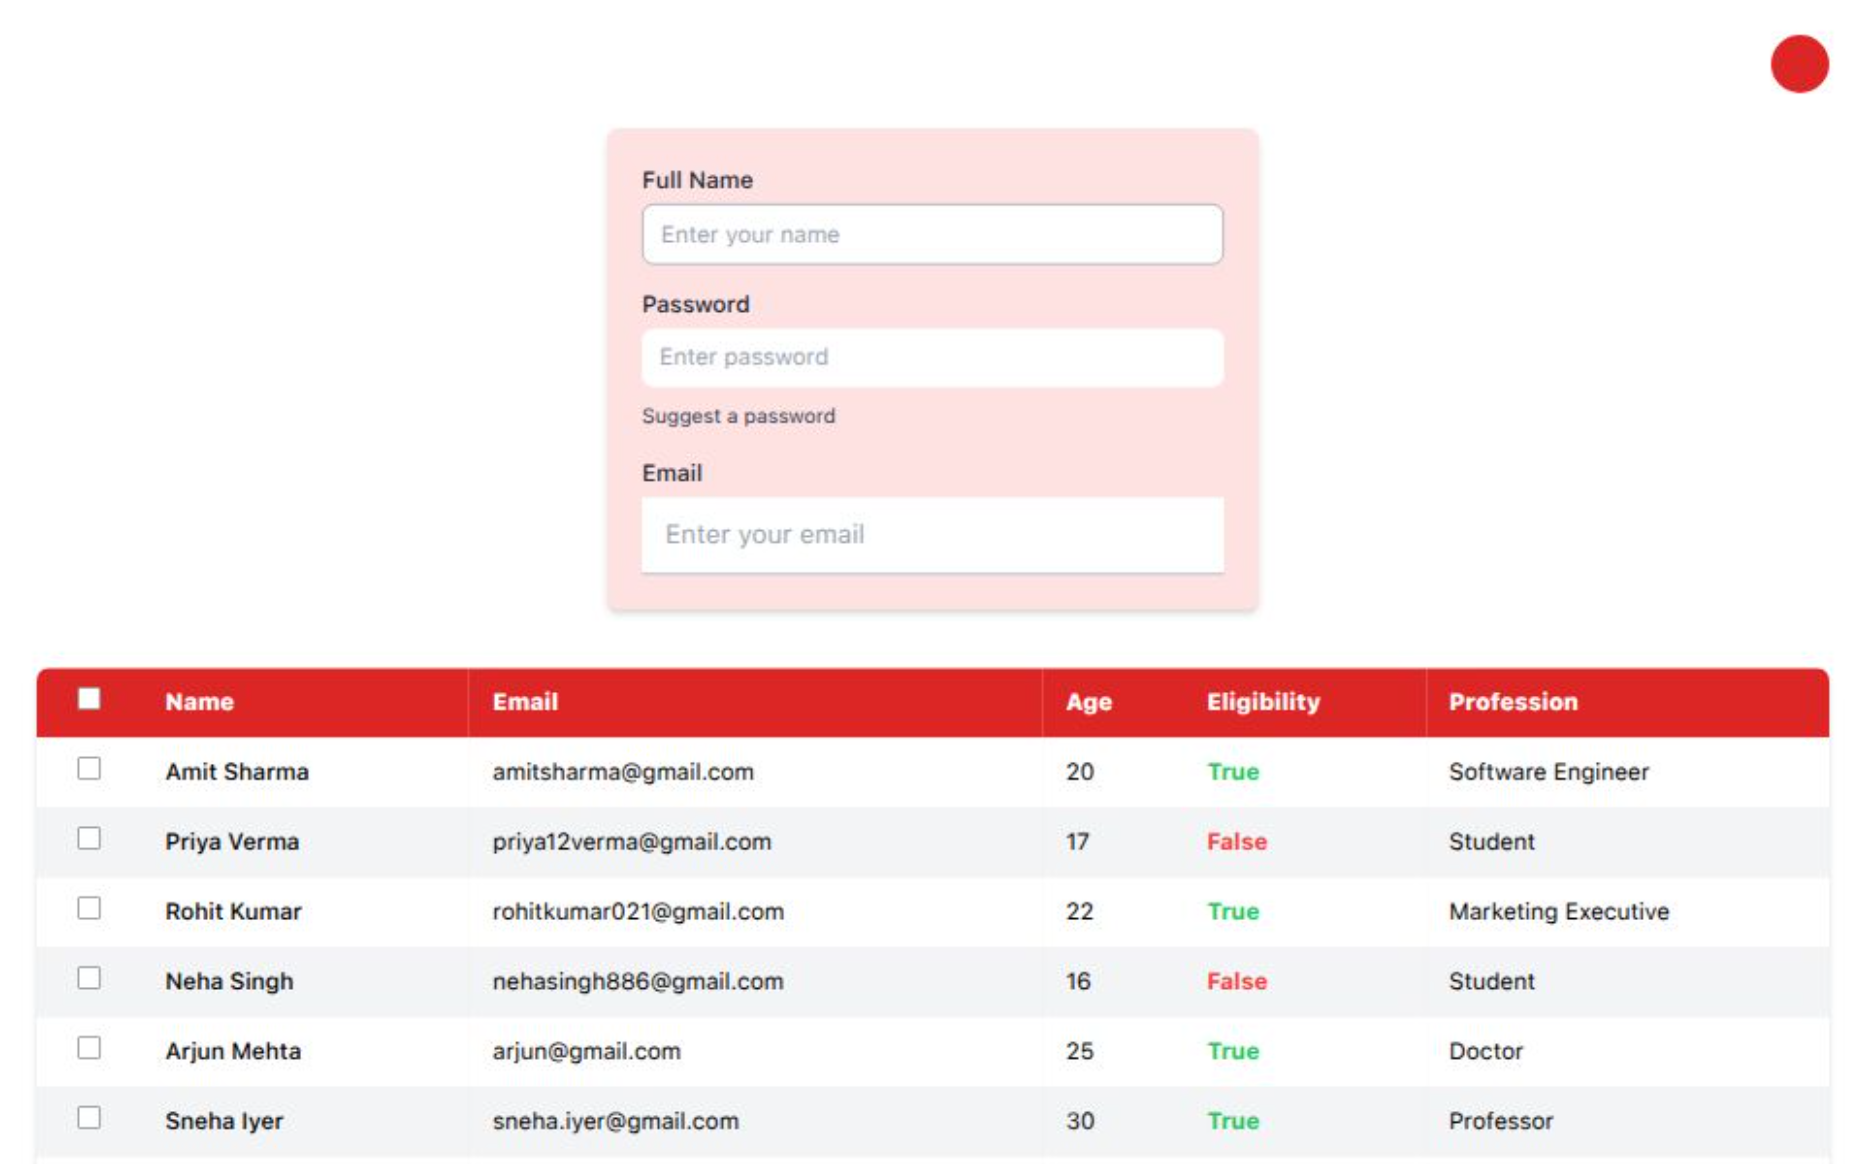 Full Name
Enter your name
Password
Enter password
Suggest a password
Email
Enter your email
Name Email Age Eligibility Profession
Amit Sharma amitsharma@gmail.com 20 True Software Engineer
Priya Verma priya12verma@gmail.com 17 False Student
Rohit Kumar rohitkumar021@gmail.com 22 True Marketing Executive
Neha Singh nehasingh886@gmail.com 16 False Student
Arjun Mehta arjun@gmail.com 25 True Doctor
Sneha Iyer sneha.iyer@gmail.com 30 True Professor